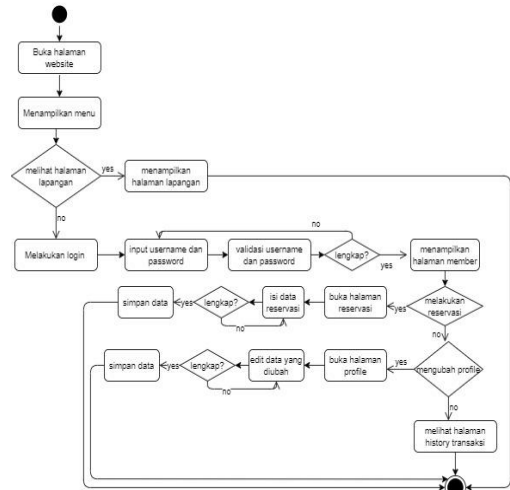 Buka halaman
website
Menampilkan menu
melihat halaman
lapangan
yes
menampilkan
halaman lapangan
no
no
Melakukan login
input username dan
password
validasi username
dan password
lengkap?
yes
menampilkan
halaman member
simpan data
yes
lengkap?
no
isi data
reservasi
buka halaman
reservasi
yes
melakukan
reservasi
no
simpan data
yes
lengkap?
no
edit data yang
diubah
buka halaman
profile
yes
mengubah profile
no
melihat halaman
history transaksi